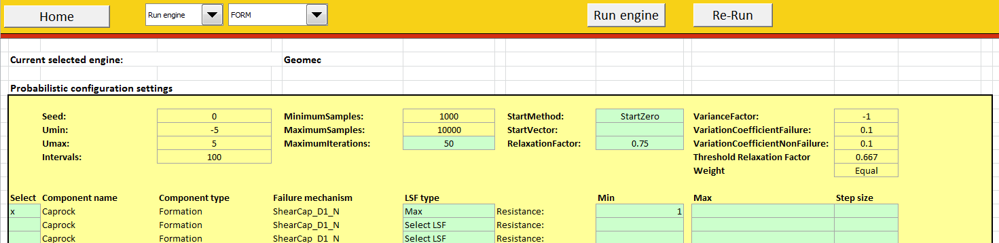 Home Run engine FORM Run engine Re-Run
Current selected engine: Geomec
Probabilistic configuration settings
Seed: 0 MinimumSamples: 1000 StartMethod: StartZero VarianceFactor: -1
Umin: -5 MaximumSamples: 10000 StartVector: VariationCoefficientFailure: 0.1
Umax: 5 MaximumIterations: 50 RelaxationFactor: 0.75 VariationCoefficientNonFailure: 0.1
Intervals: 100 Threshold Relaxation Factor 0.667
Weight Equal
Select Component name Component type Failure mechanism LSF type Min Max Step size
x Caprock Formation ShearCap_D1_N Max Resistance: 1
Caprock Formation ShearCap_D1_N Select LSF Resistance:
Caprock Formation ShearCap_D1_N Select LSF Resistance: